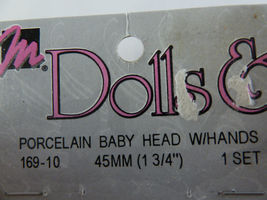 m ®
Dolls &
PORCELAIN BABY HEAD W/HANDS
169-10 45MM (1 3/4") 1 SET